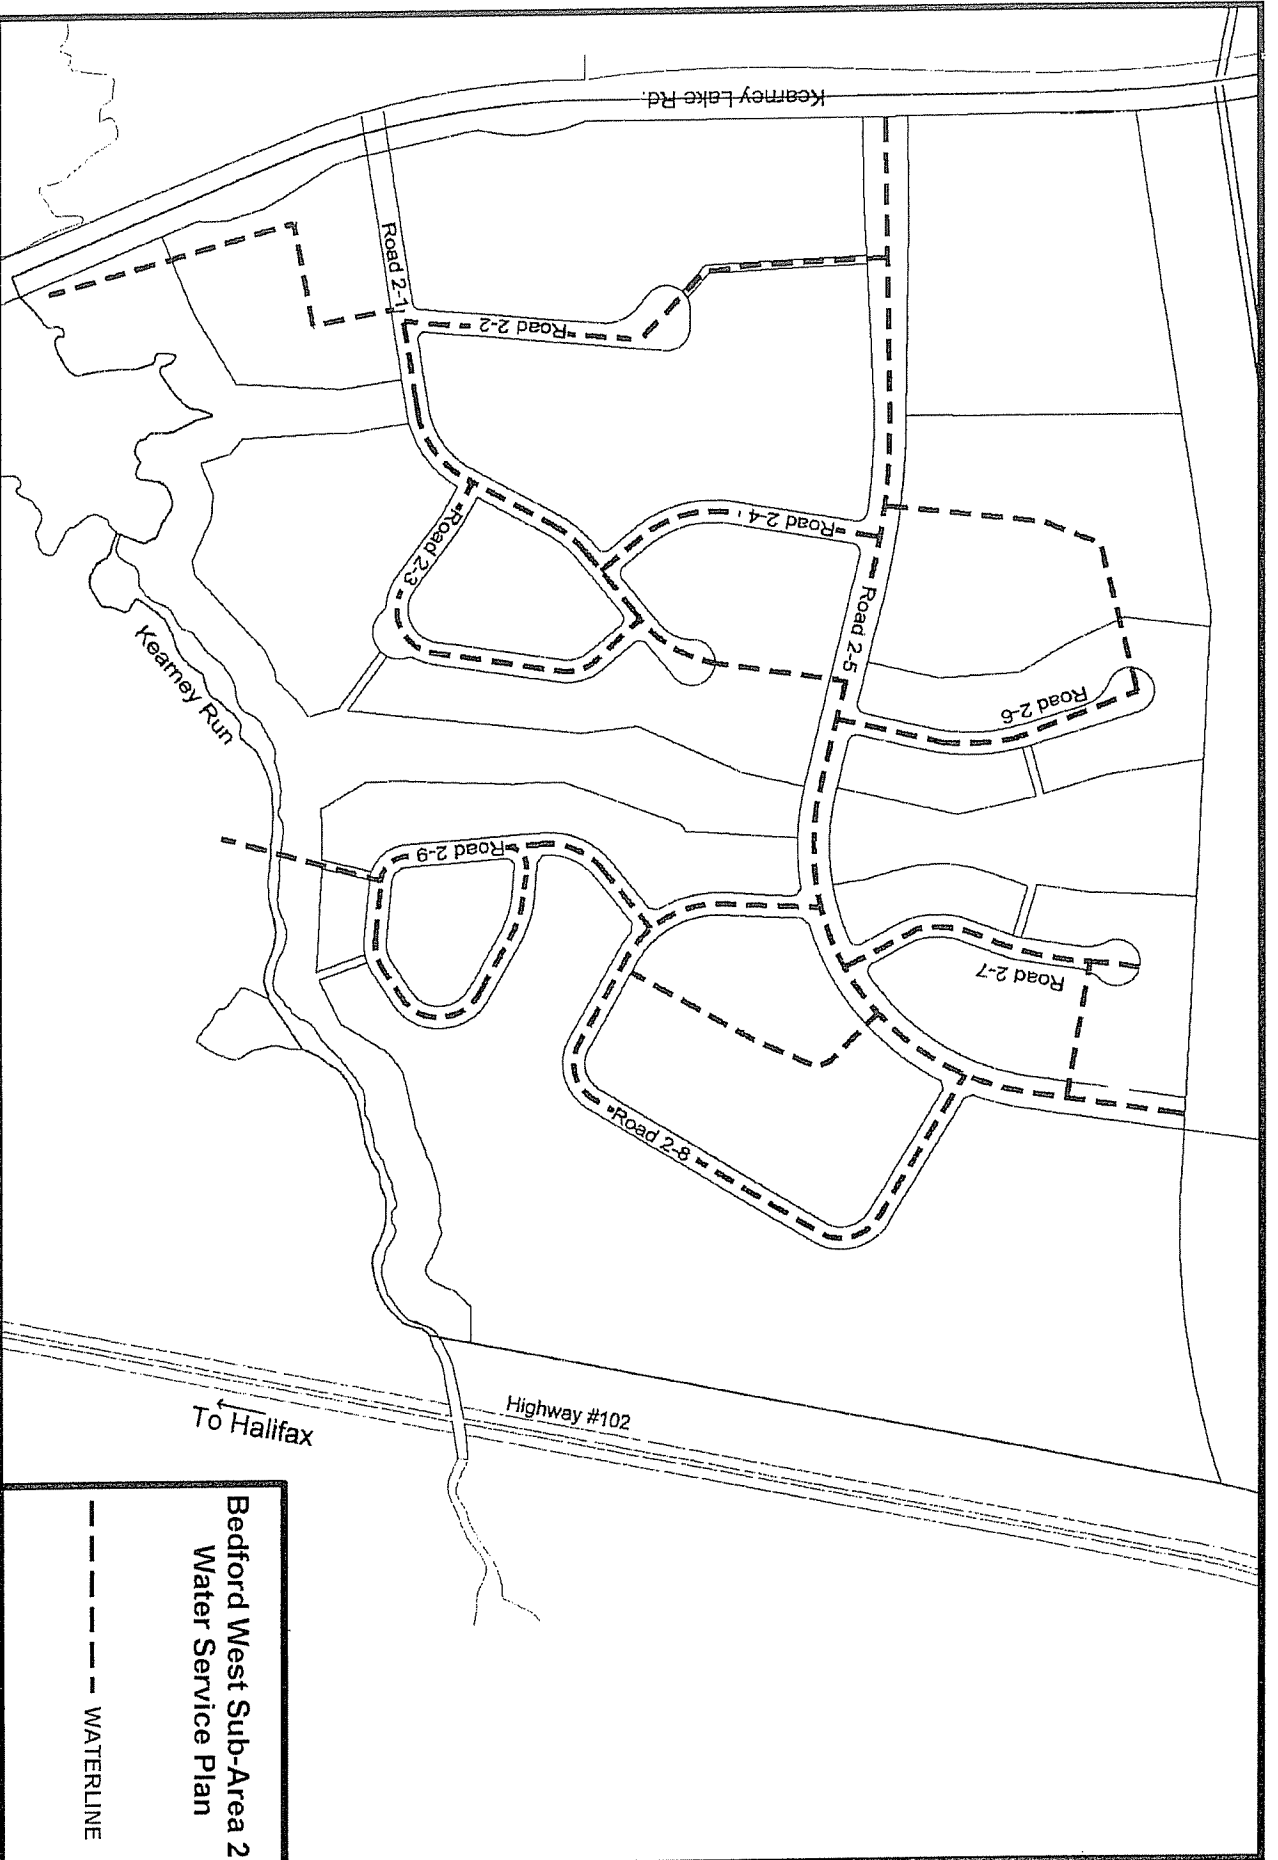 Kearney Lake Rd.
Road 2-1
Road 2-2
Road 2-3
Road 2-4
Road 2-5
Road 2-6
Road 2-7
Road 2-8
Road 2-9
Kearney Run
Highway #102
To Halifax
Bedford West Sub-Area 2
Water Service Plan
WATERLINE